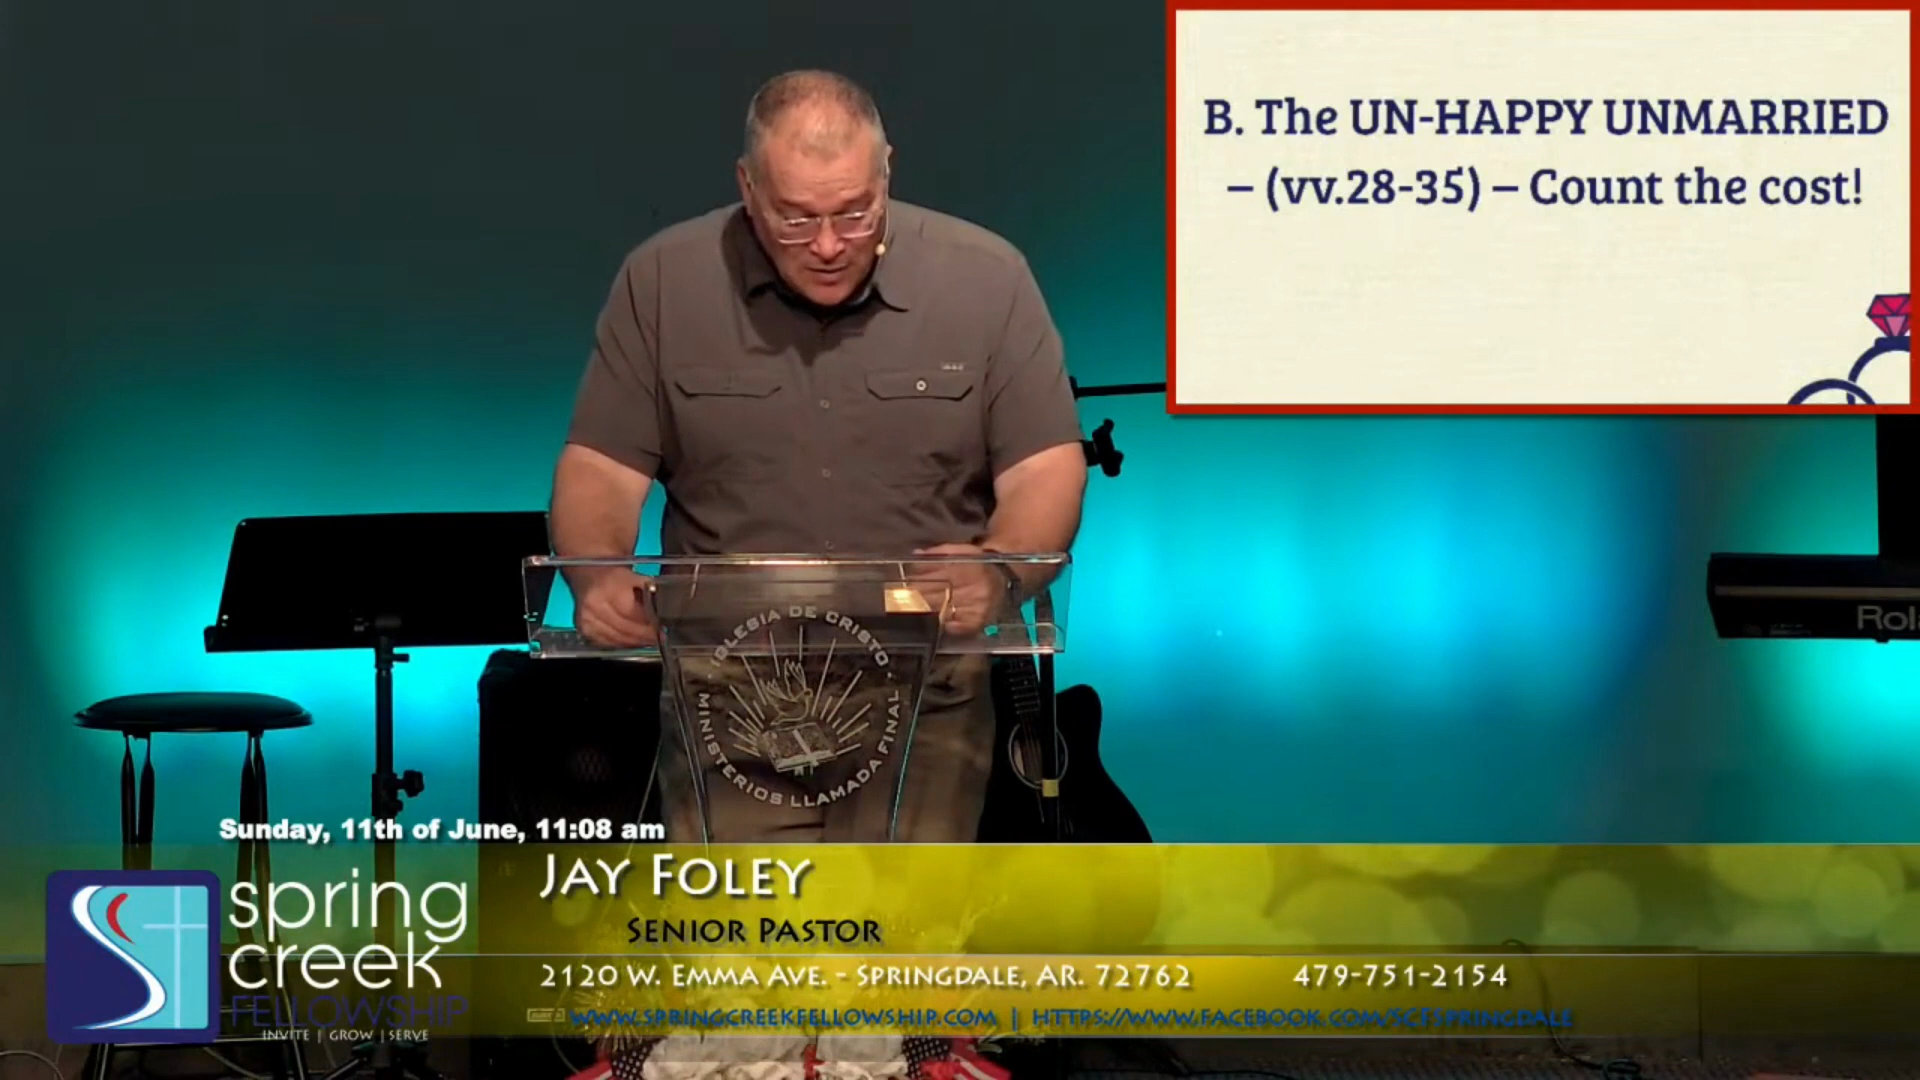 B. The UN-HAPPY UNMARRIED
– (vv.28-35) – Count the cost!
Rol
IGLESIA DE CRISTO
MINISTERIOS LLAMADA FINAL
Sunday, 11th of June, 11:08 am
JAY FOLEY
SENIOR PASTOR
spring
creek
FELLOWSHIP
INVITE | GROW | SERVE
2120 W. EMMA AVE. - SPRINGDALE, AR. 72762 479-751-2154
WWW.SPRINGCREEKFELLOWSHIP.COM | HTTPS://WWW.FACEBOOK.COM/SCFSPRINGDALE